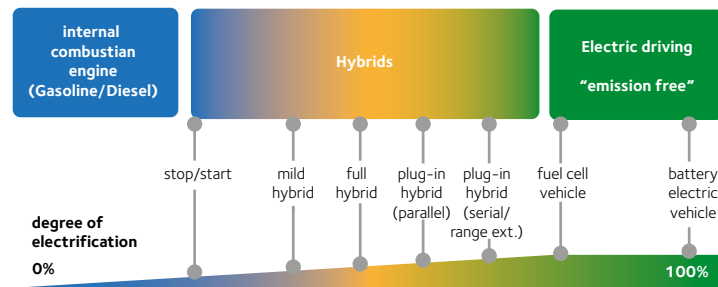 internal
combustian
engine
(Gasoline/Diesel)
Hybrids
Electric driving
“emission free”
stop/start
mild
hybrid
full
hybrid
plug-in
hybrid
(parallel)
plug-in
hybrid
(serial/
range ext.)
fuel cell
vehicle
battery
electric
vehicle
degree of
electrification
0%
100%